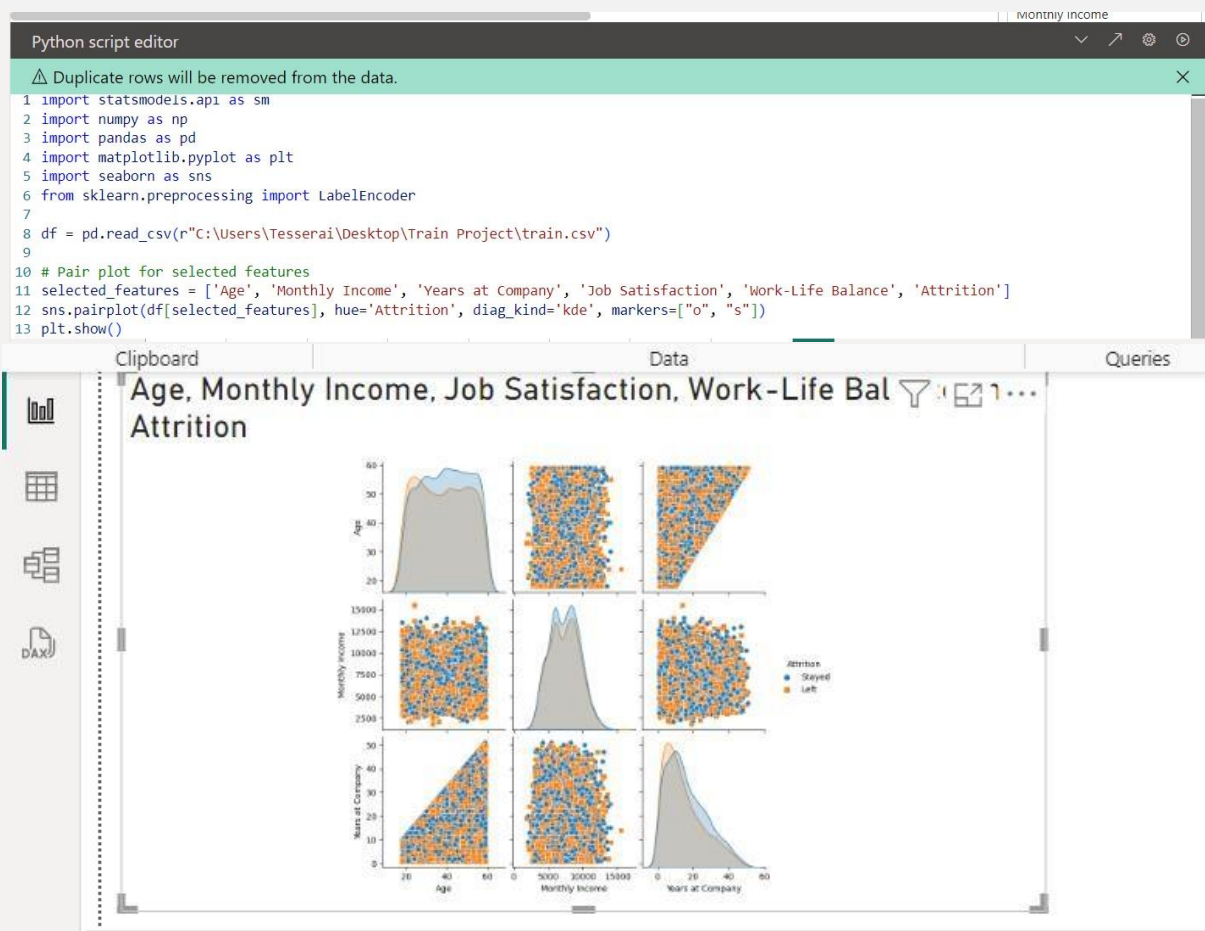 Monthly Income
Python script editor
Duplicate rows will be removed from the data.
1 import statsmodels.api as sm
2 import numpy as np
3 import pandas as pd
4 import matplotlib.pyplot as plt
5 import seaborn as sns
6 from sklearn.preprocessing import LabelEncoder
7
8 df = pd.read_csv(r"C:\Users\Tesserai\Desktop\Train Project\train.csv")
9
10 # Pair plot for selected features
11 selected_features = ['Age', 'Monthly Income', 'Years at Company', 'Job Satisfaction', 'Work-Life Balance', 'Attrition']
12 sns.pairplot(df[selected_features], hue='Attrition', diag_kind='kde', markers=["o", "s"])
13 plt.show()
Clipboard Data Queries
Age, Monthly Income, Job Satisfaction, Work-Life Bal
Attrition
DAX
60
50
40
30
20
Age
15000
12500
10000
7500
5000
2500
Monthly Income
Attrition
Stayed
Left
50
40
30
20
10
0
Years at Company
20 40 60 0 5000 10000 15000 0 20 40 60
Age Monthly Income Years at Company